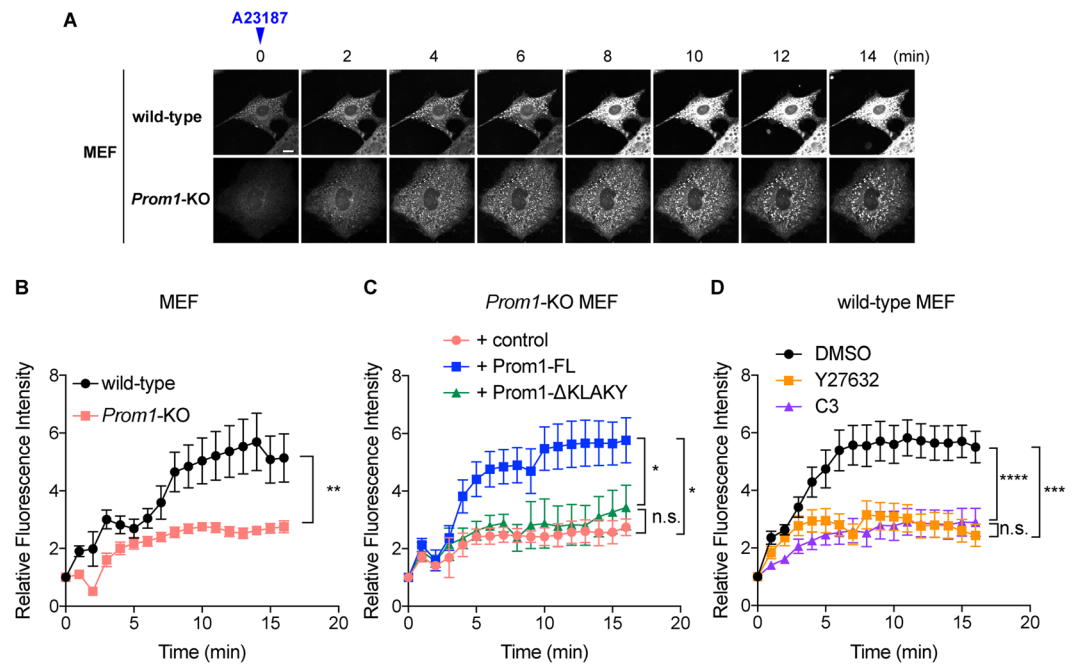 A
A23187
0 2 4 6 8 10 12 14 (min)
MEF
wild-type
Prom1-KO
B
MEF
wild-type
Prom1-KO
Relative Fluorescence Intensity
8
6
4
2
0
**
0 5 10 15 20
Time (min)
C
Prom1-KO MEF
+ control
+ Prom1-FL
+ Prom1-ΔKLAKY
Relative Fluorescence Intensity
8
6
4
2
0
*
n.s.
*
0 5 10 15 20
Time (min)
D
wild-type MEF
DMSO
Y27632
C3
Relative Fluorescence Intensity
8
6
4
2
0
****
n.s.
***
0 5 10 15 20
Time (min)